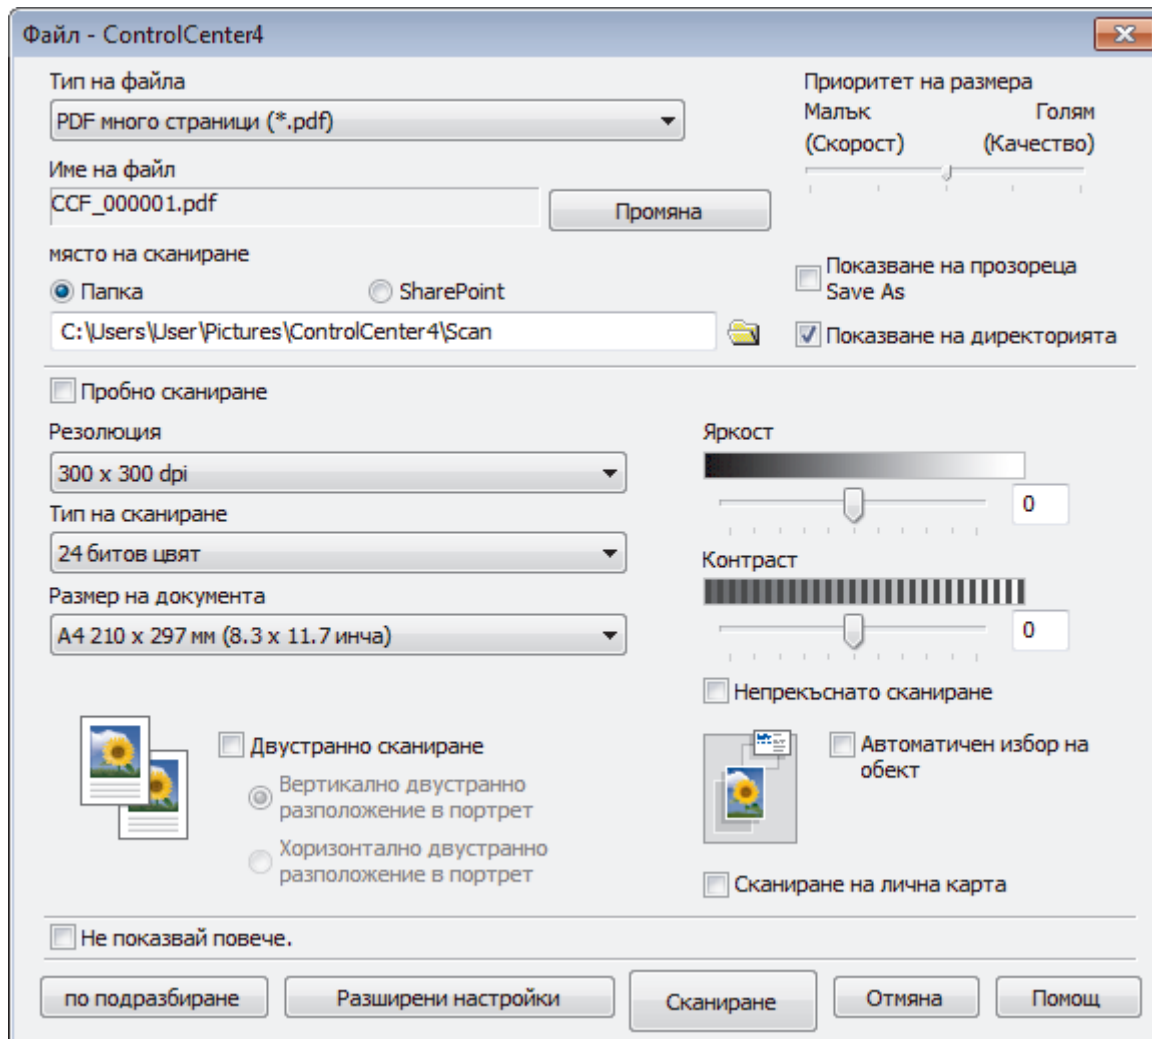 Файл - ControlCenter4
Тип на файла
PDF много страници (*.pdf)
Име на файл
CCF_000001.pdf
Промяна
място на сканиране
Папка
SharePoint
C:\Users\User\Pictures\ControlCenter4\Scan
Приоритет на размера
Малък Голям
(Скорост) (Качество)
Показване на прозореца
Save As
Показване на директорията
Пробно сканиране
Резолюция
300 x 300 dpi
Тип на сканиране
24 битов цвят
Размер на документа
A4 210 x 297 мм (8.3 x 11.7 инча)
Яркост
0
Контраст
0
Непрекъснато сканиране
Двустранно сканиране
Вертикално двустранно
разположение в портрет
Хоризонтално двустранно
разположение в портрет
Автоматичен избор на
обект
Сканиране на лична карта
Не показвай повече.
по подразбиране
Разширени настройки
Сканиране
Отмяна
Помощ